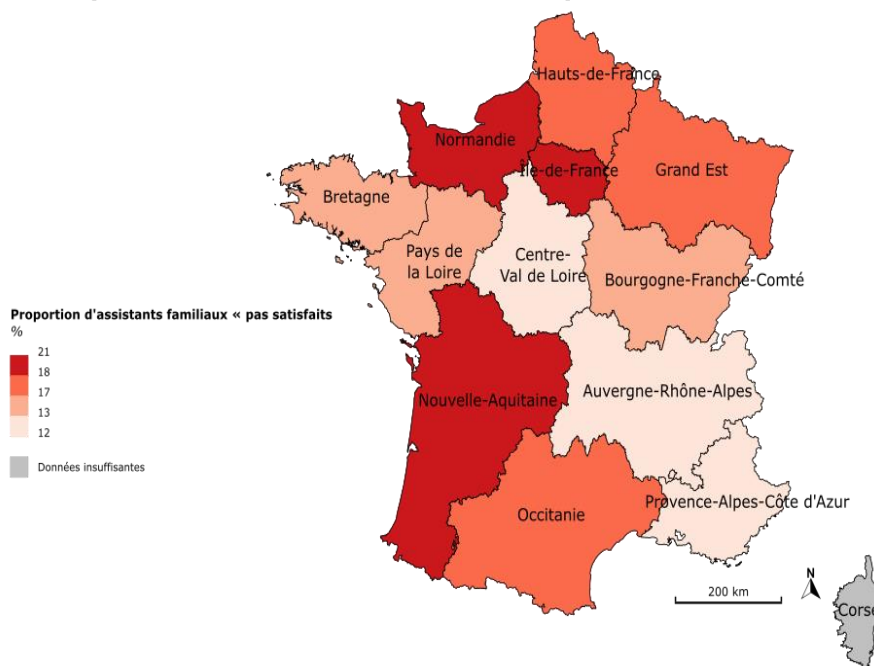 Hauts-de-France
Normandie
Île-de-France
Grand Est
Bretagne
Pays de
la Loire
Centre-
Val de Loire
Bourgogne-Franche-Comté
Proportion d'assistants familiaux « pas satisfaits
%
21
18
17
13
12
Données insuffisantes
Nouvelle-Aquitaine
Auvergne-Rhône-Alpes
Occitanie
Provence-Alpes-Côte d'Azur
N
200 km
Corse